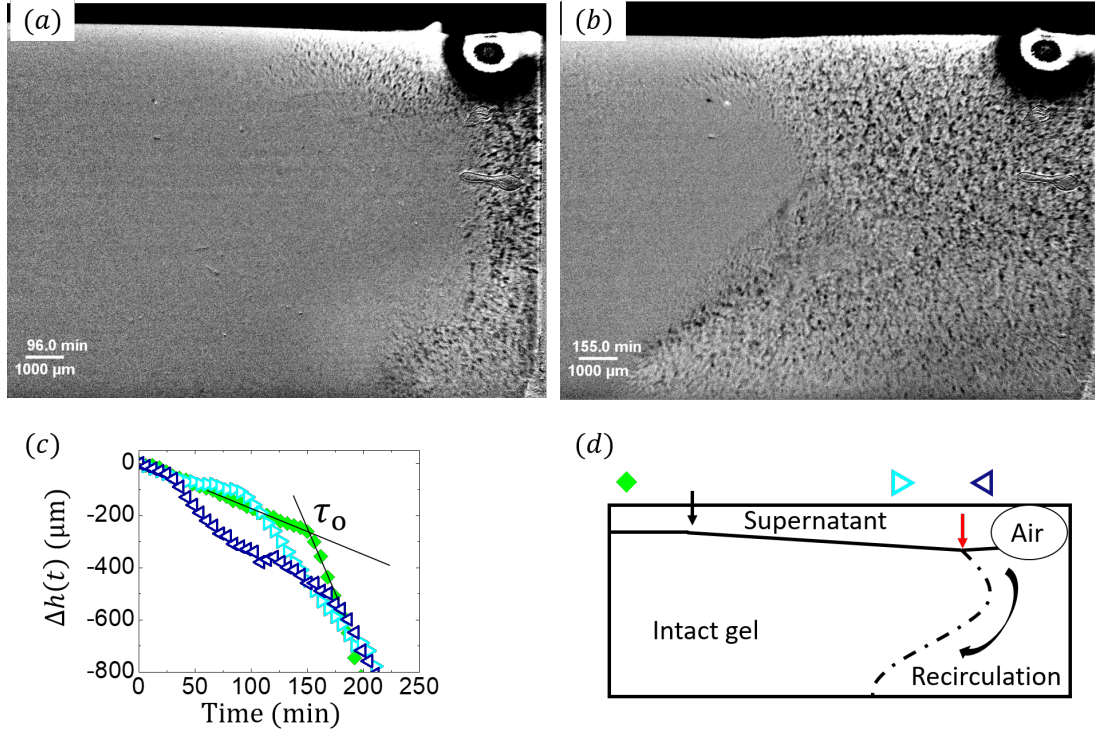 (a)
96.0 min
1000 µm
(b)
155.0 min
1000 µm
(c)
0
-200
-400
-600
-800
Δh(t) (µm)
τo
0 50 100 150 200 250
Time (min)
(d)
Supernatant
Air
Intact gel
Recirculation